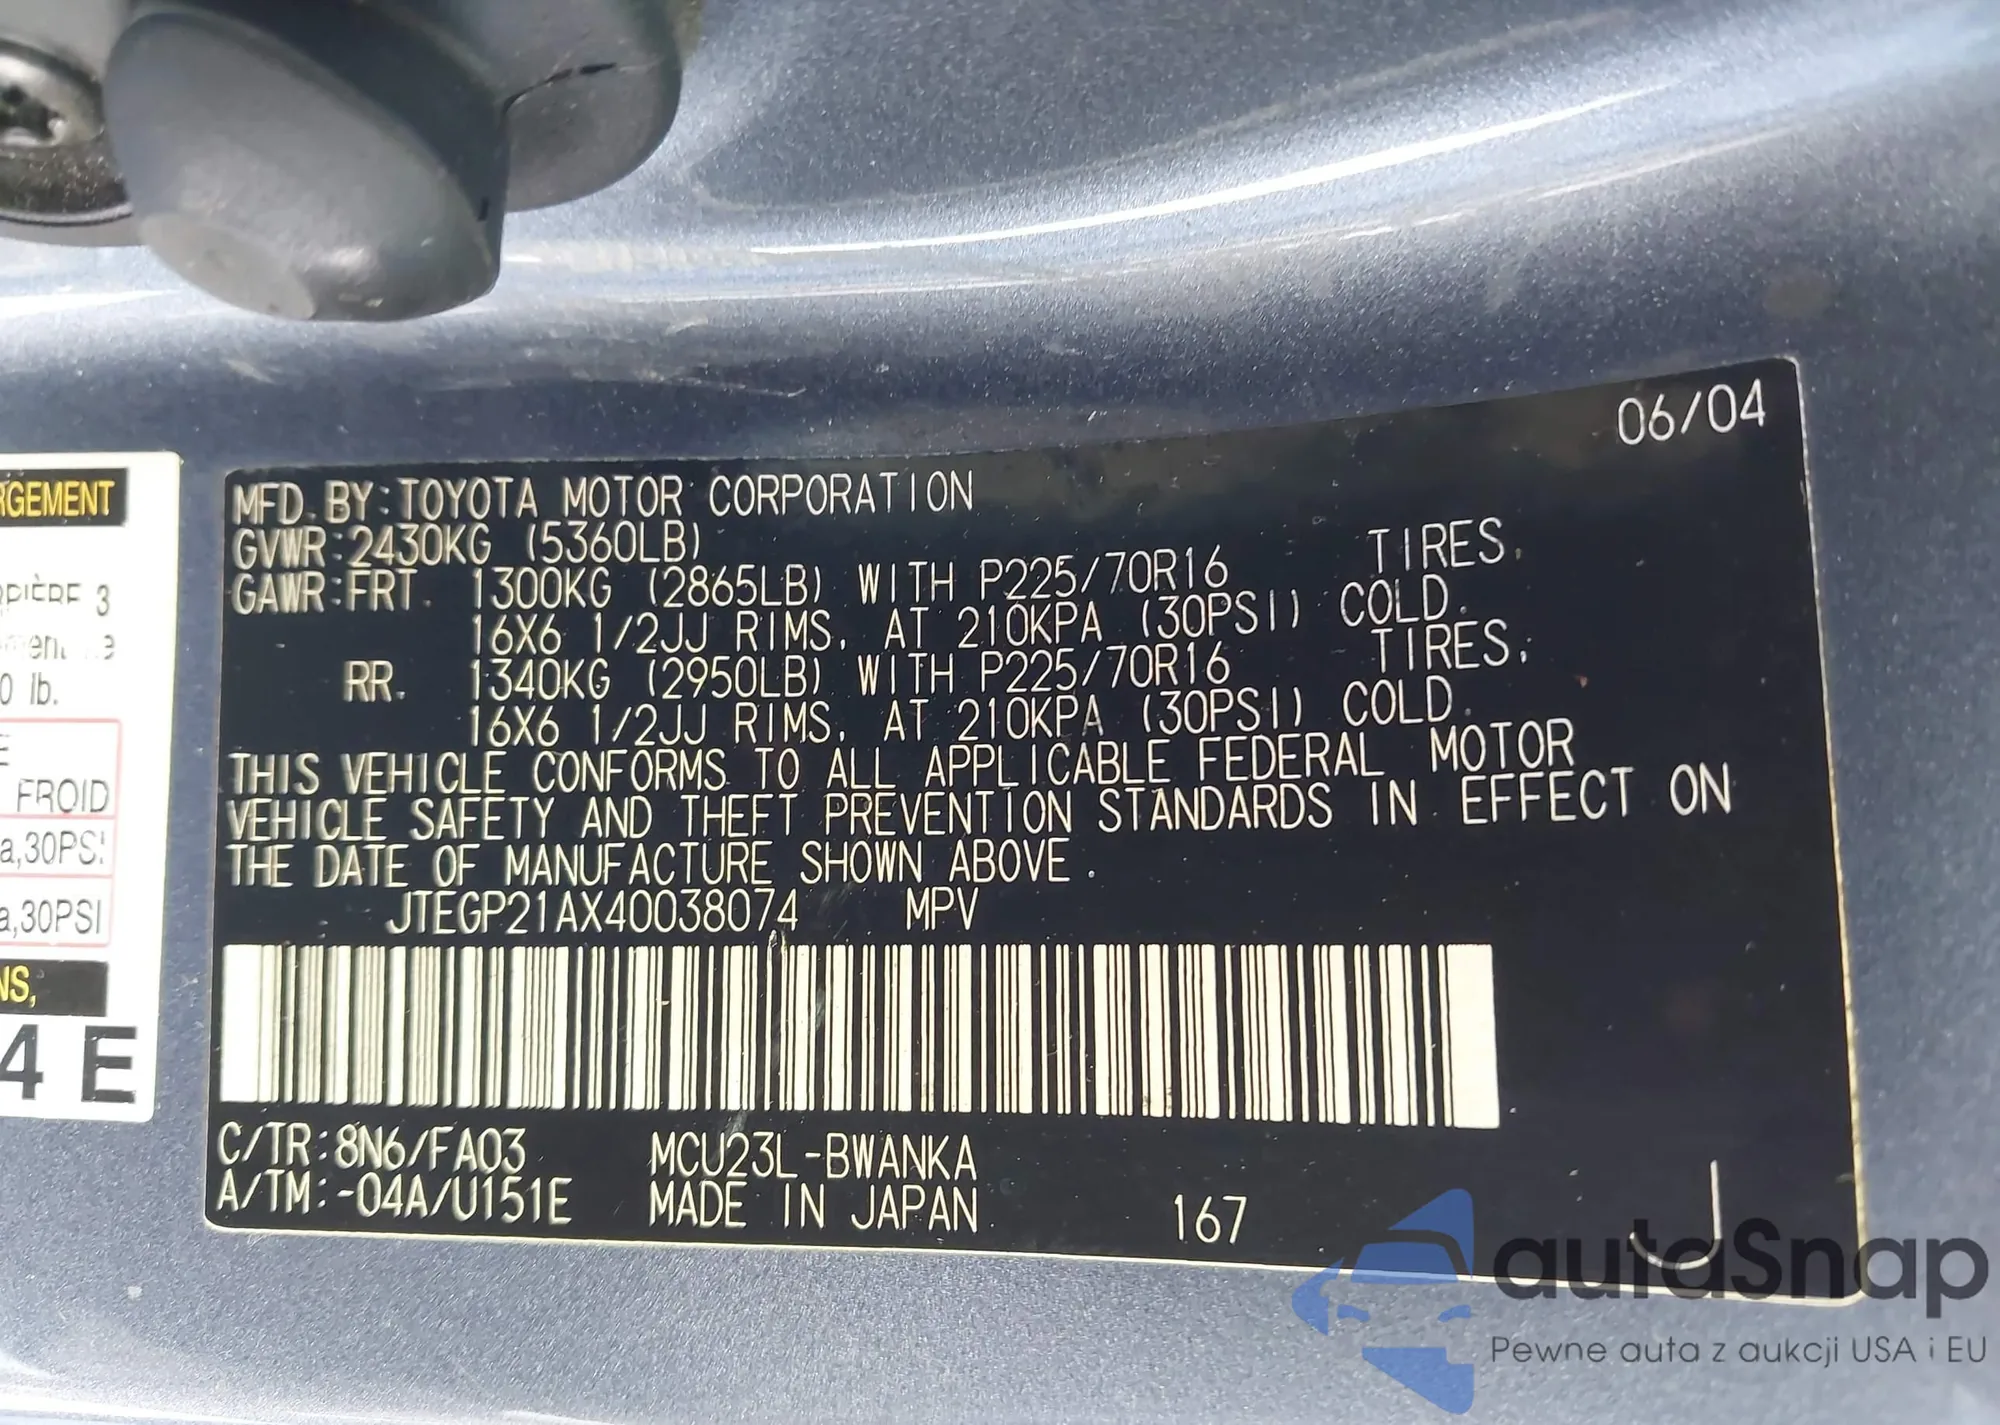 06/04
MFD. BY: TOYOTA MOTOR CORPORATION
GVWR: 2430KG (5360LB)
GAWR: FRT. 1300KG (2865LB) WITH P225/70R16 TIRES,
16X6 1/2JJ RIMS, AT 210KPA (30PSI) COLD.
RR. 1340KG (2950LB) WITH P225/70R16 TIRES,
16X6 1/2JJ RIMS, AT 210KPA (30PSI) COLD.
THIS VEHICLE CONFORMS TO ALL APPLICABLE FEDERAL MOTOR
VEHICLE SAFETY AND THEFT PREVENTION STANDARDS IN EFFECT ON
THE DATE OF MANUFACTURE SHOWN ABOVE.
JTEGP21AX40038074 MPV
C/TR: 8N6/FA03 MCU23L-BWANKA
A/TM: -04A/U151E MADE IN JAPAN 167 J
RGEMENT
3
0 lb.
E
FROID
a,30PSI
a,30PSI
NS,
4 E
autoSnap
Pewne auta z aukcji USA i EU